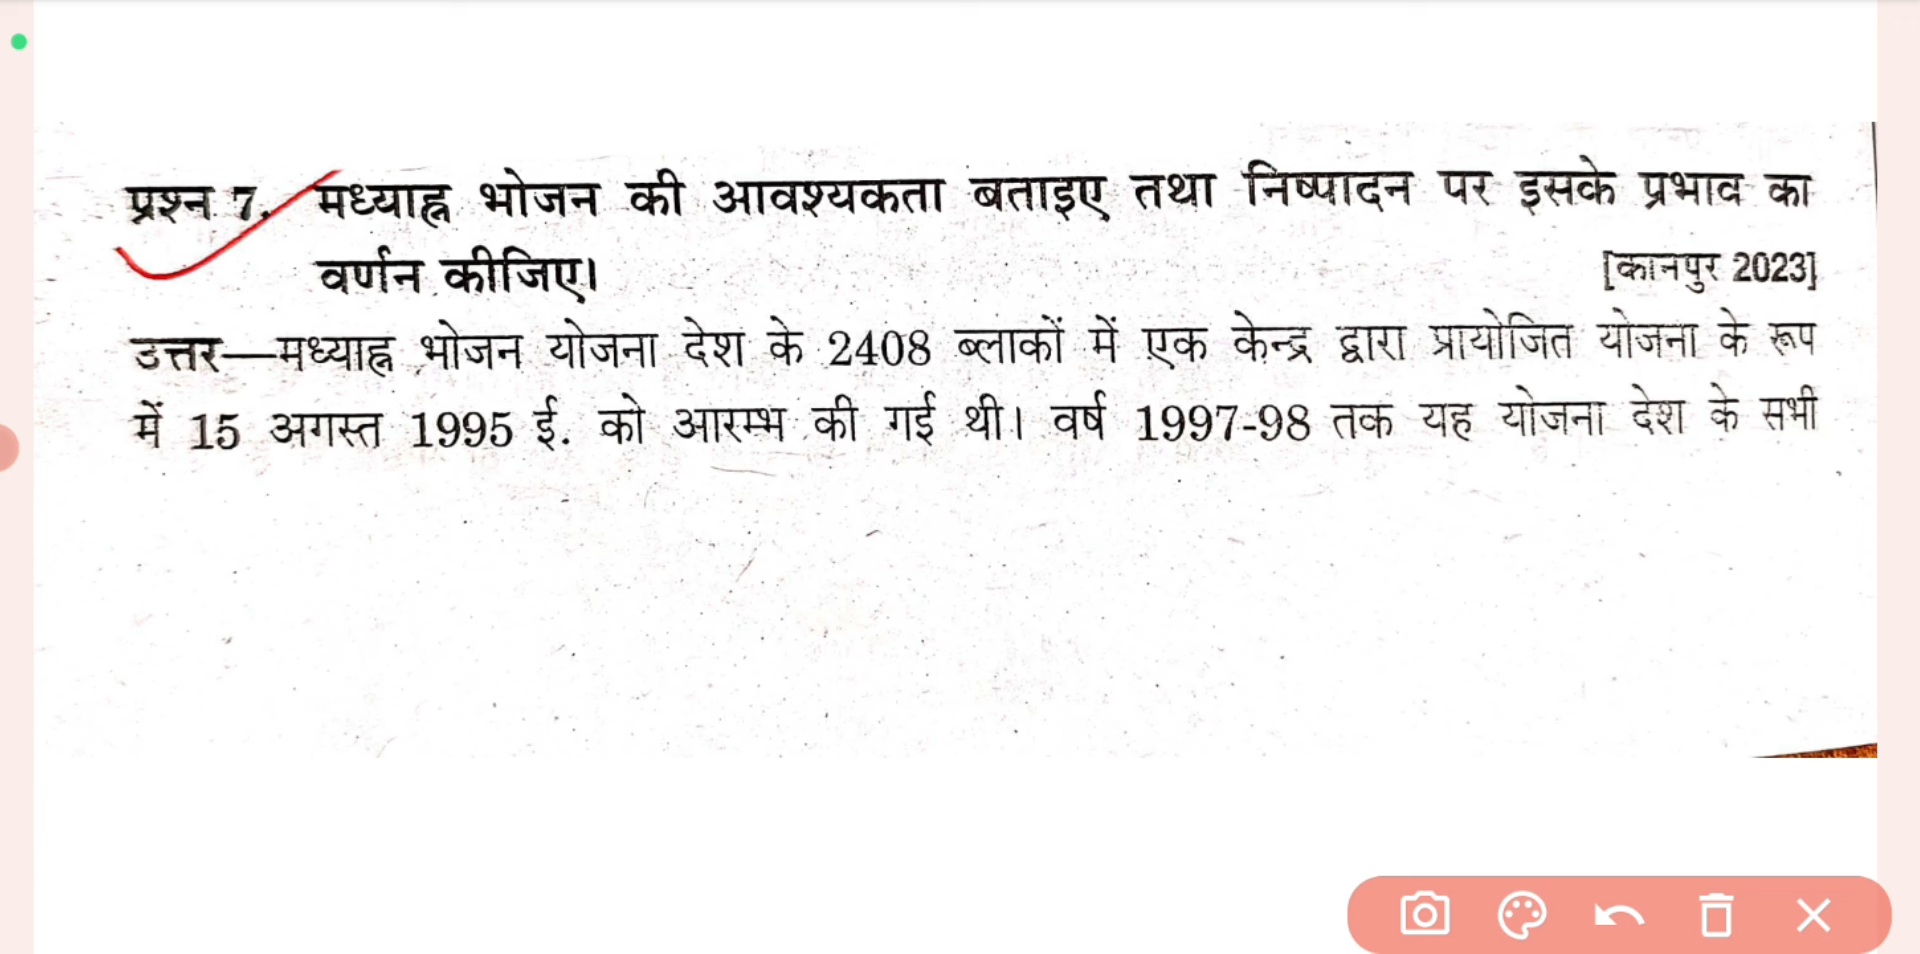 प्रश्न 7. मध्याह्न भोजन की आवश्यकता बताइए तथा निष्पादन पर इसके प्रभाव का
वर्णन कीजिए।
[कानपुर 2023]
उत्तर—मध्याह्न भोजन योजना देश के 2408 ब्लाकों में एक केन्द्र द्वारा प्रायोजित योजना के रूप
में 15 अगस्त 1995 ई. को आरम्भ की गई थी। वर्ष 1997-98 तक यह योजना देश के सभी